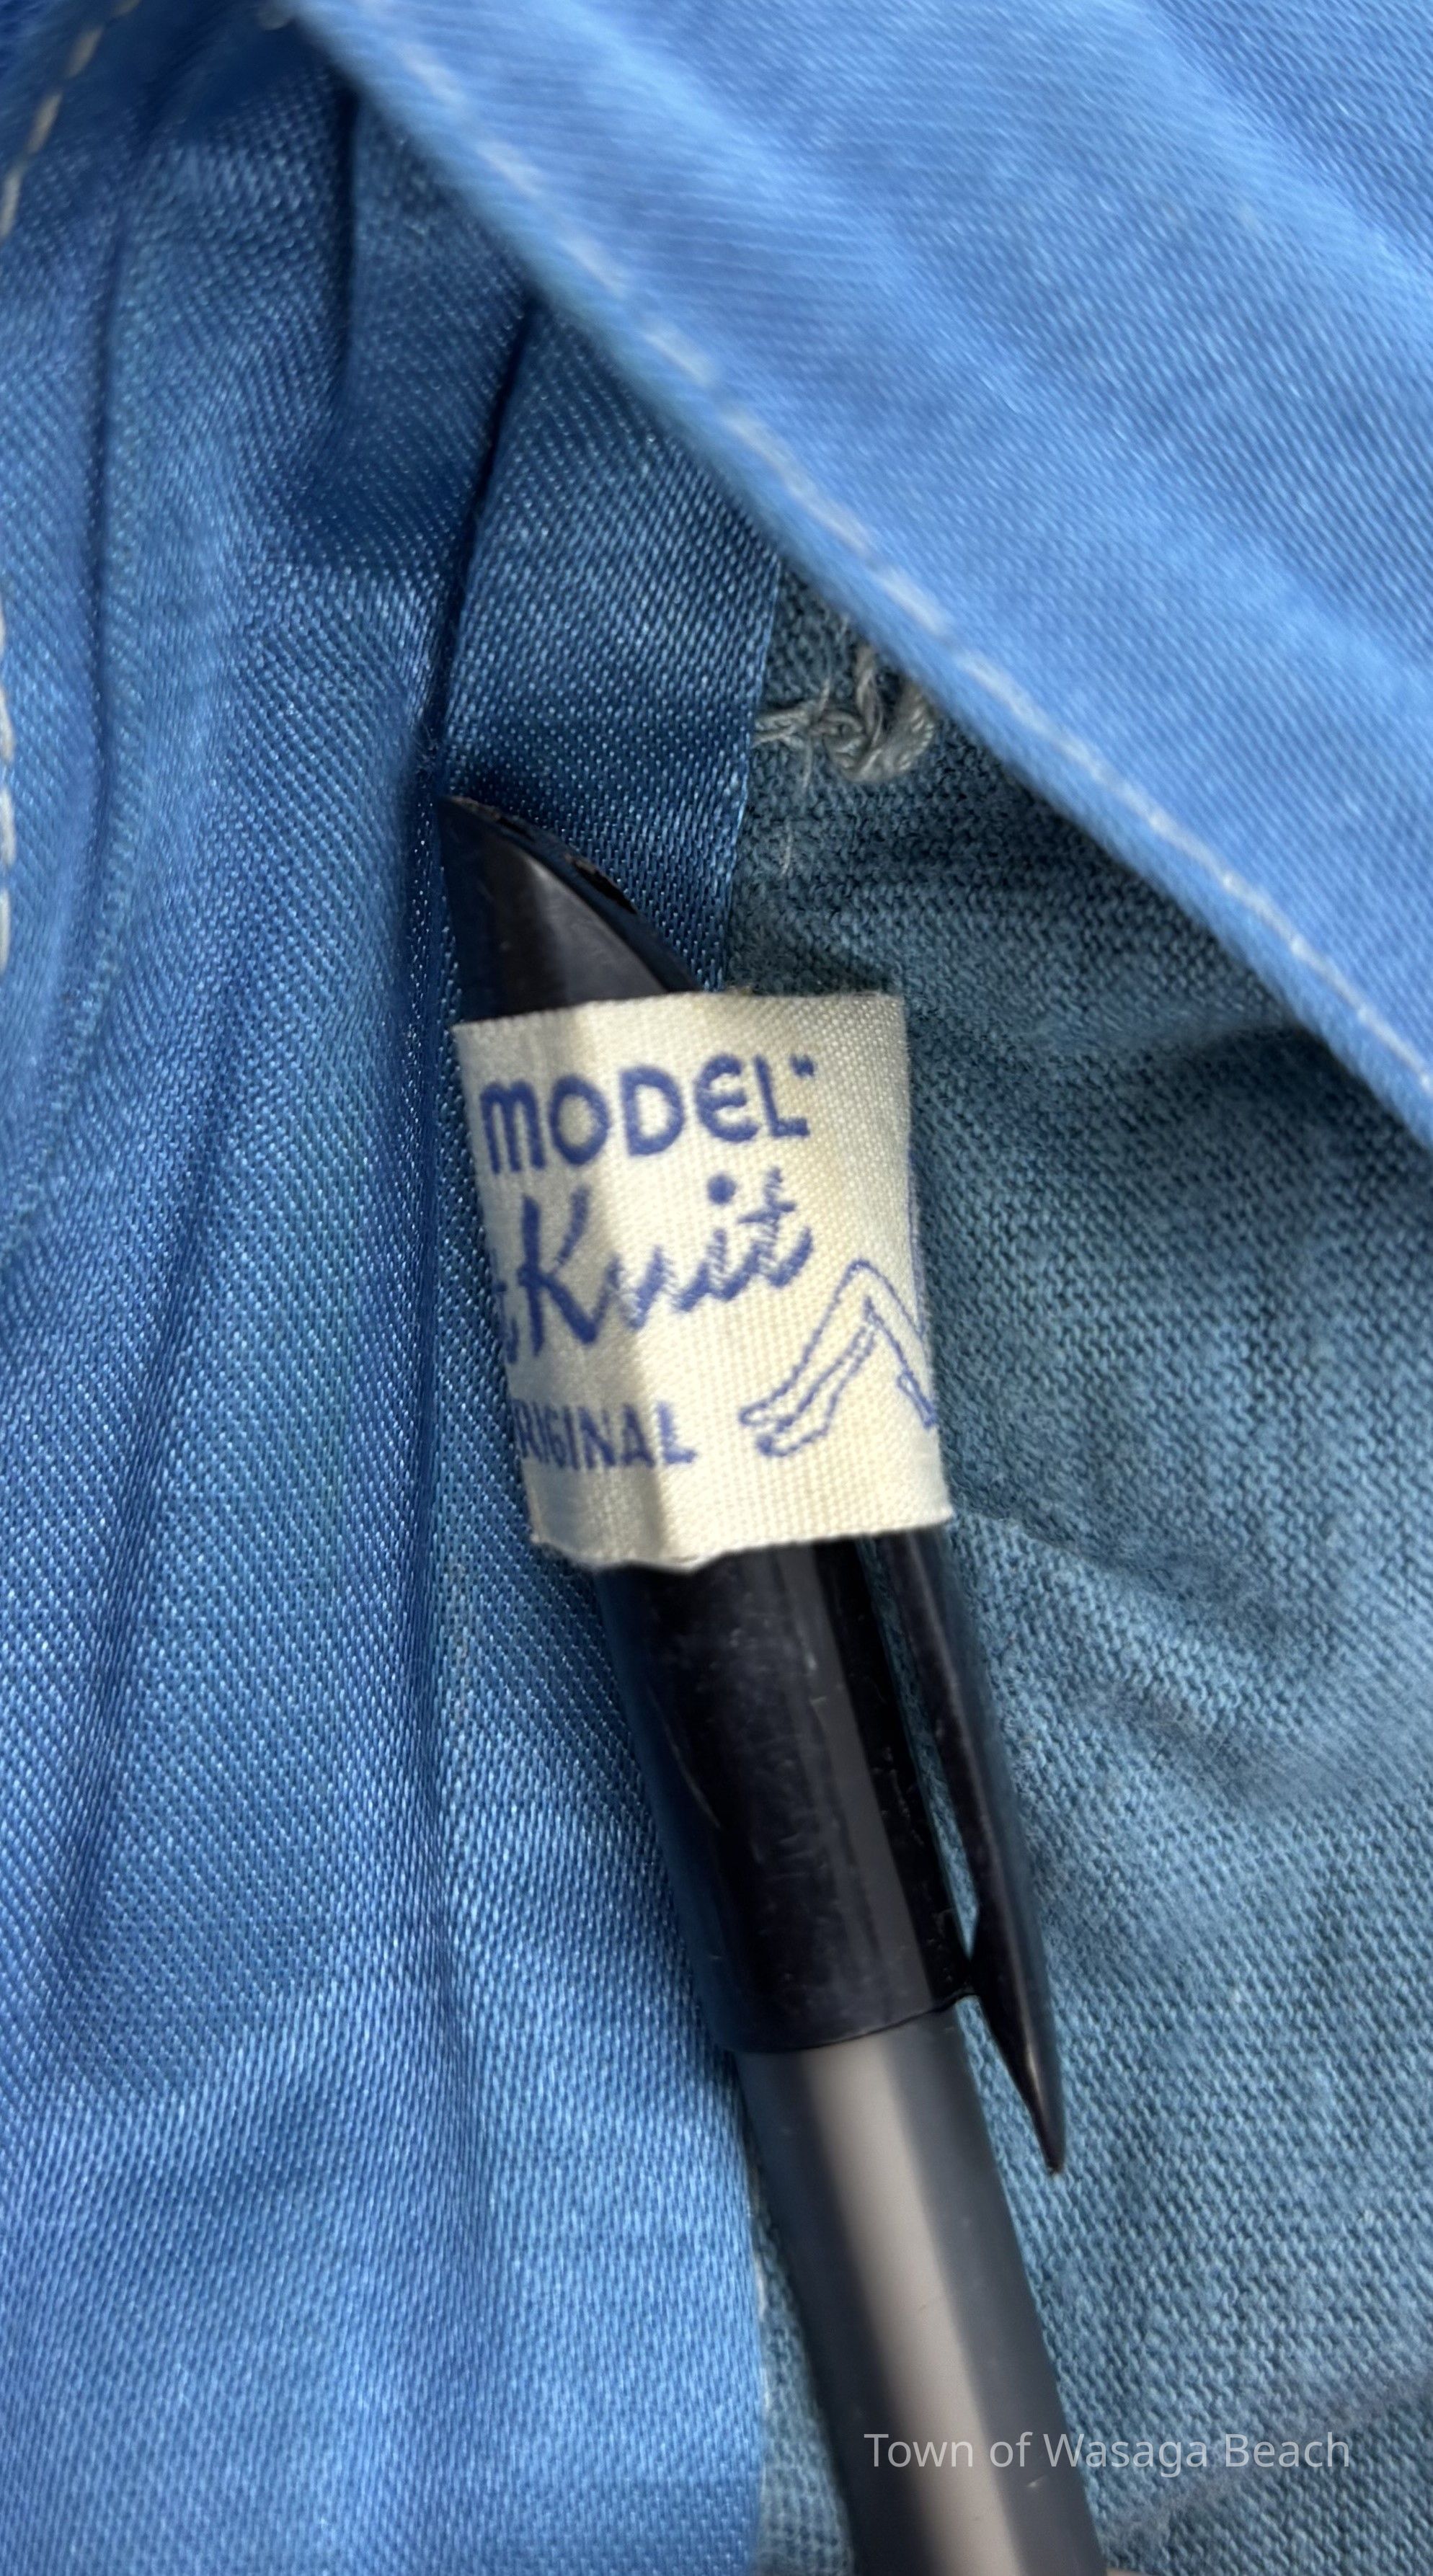 MODEL"
Knit
ORIGINAL
Town of Wasaga Beach